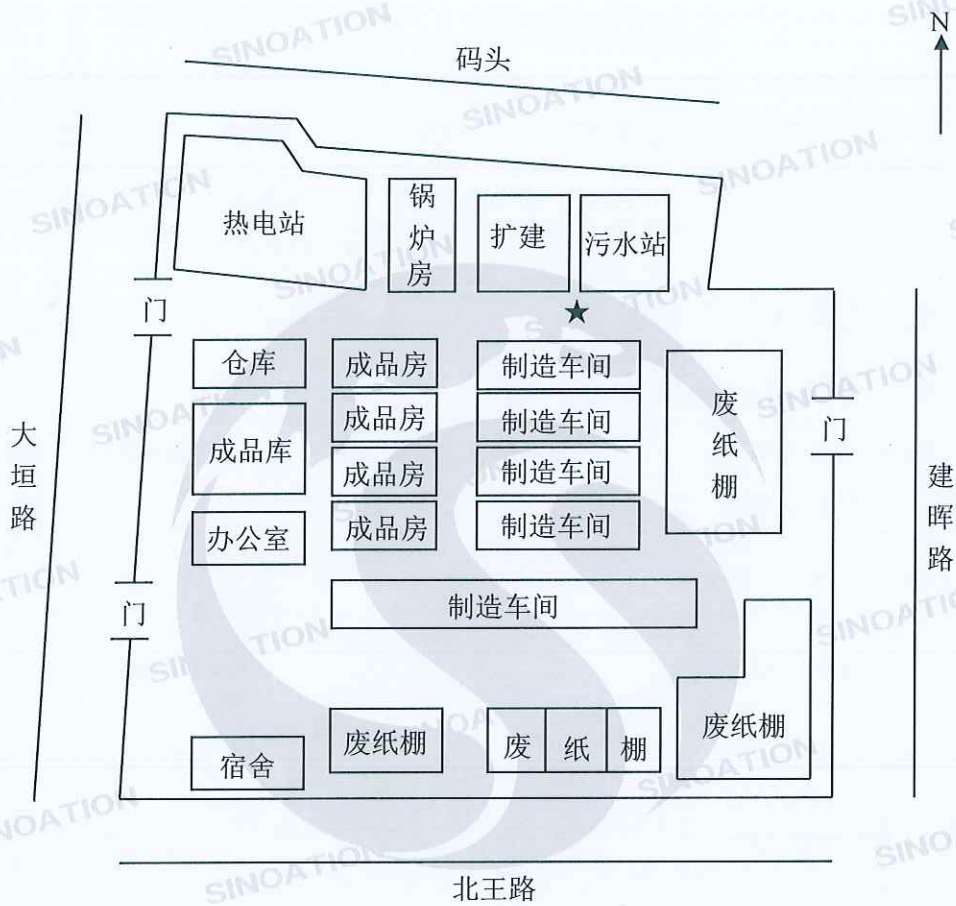 N
码头
热电站
锅炉房
扩建
污水站
门
★
仓库
成品房
制造车间
成品房
制造车间
废纸棚
门
大垣路
成品库
成品房
制造车间
建晖路
办公室
成品房
制造车间
门
制造车间
废纸棚
废 纸 棚
废纸棚
宿舍
北王路
SINOATION